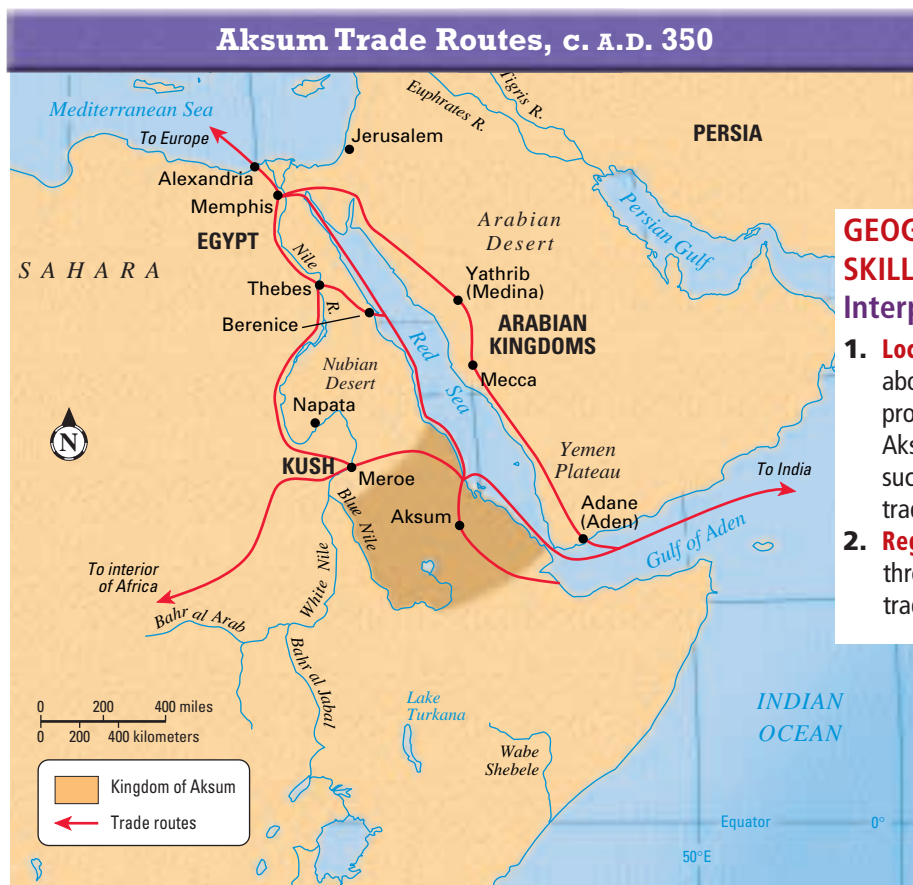 Aksum Trade Routes, C. A.D. 350
Mediterranean Sea
To Europe
Jerusalem
Alexandria
Memphis
EGYPT
SAHARA
Nile
R.
Thebes
Berenice
Nubian
Desert
Napata
KUSH
Meroe
Aksum
Blue Nile
White Nile
To interior
of Africa
Bahr al Arab
Bahr al Jabal
Euphrates R.
Tigris R.
PERSIA
Persian Gulf
Arabian
Desert
Yathrib
(Medina)
ARABIAN
KINGDOMS
Mecca
Red
Sea
Yemen
Plateau
Adane
(Aden)
To India
Gulf of Aden
Lake
Turkana
Wabe
Shebele
INDIAN
OCEAN
Equator
0°
50°E
N
0 200 400 miles
0 200 400 kilometers
Kingdom of Aksum
Trade routes
GEOG
SKILL
Interp
1. Loc
abo
pro
Aks
suc
trad
2. Reg
thr
trad